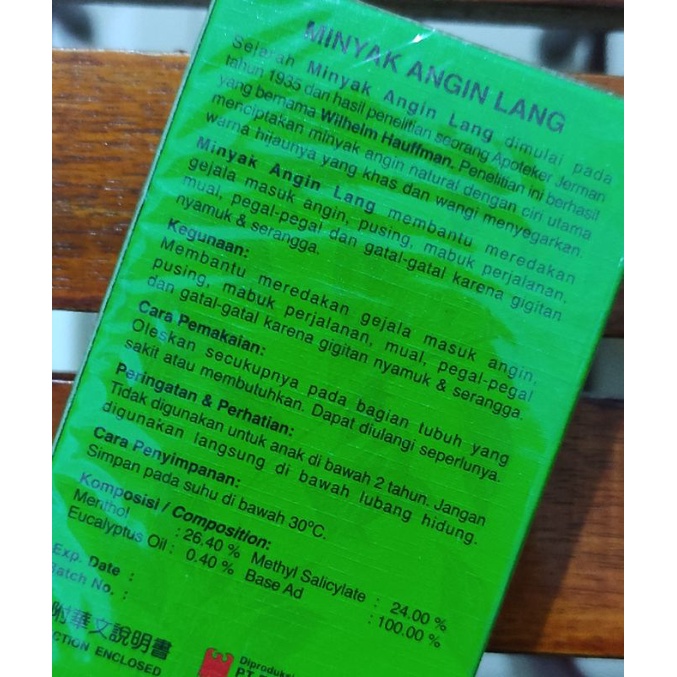 MINYAK ANGIN LANG
Sejarah Minyak Angin Lang dimulai pada
tahun 1935 dari hasil penelitian seorang Apoteker Jerman
yang bernama Wilhelm Hauffman. Penelitian ini berhasil
menciptakan minyak angin natural dengan ciri utama
warna hijaunya yang khas dan wangi menyegarkan.
Minyak Angin Lang membantu meredakan
gejala masuk angin, pusing, mabuk perjalanan,
mual, pegal-pegal dan gatal-gatal karena gigitan
nyamuk & serangga.
Kegunaan:
Membantu meredakan gejala masuk angin,
pusing, mabuk perjalanan, mual, pegal-pegal
dan gatal-gatal karena gigitan nyamuk & serangga.
Cara Pemakaian:
Oleskan secukupnya pada bagian tubuh yang
sakit atau membutuhkan. Dapat diulangi seperlunya.
Peringatan & Perhatian:
Tidak digunakan untuk anak di bawah 2 tahun. Jangan
digunakan langsung di bawah lubang hidung.
Cara Penyimpanan:
Simpan pada suhu di bawah 30°C.
Komposisi / Composition:
Menthol : 26.40 % Methyl Salicylate : 24.00 %
Eucalyptus Oil : 0.40 % Base Ad : 100.00 %
Exp. Date :
Batch No. :
附華文說明書
ENCLOSED
PT